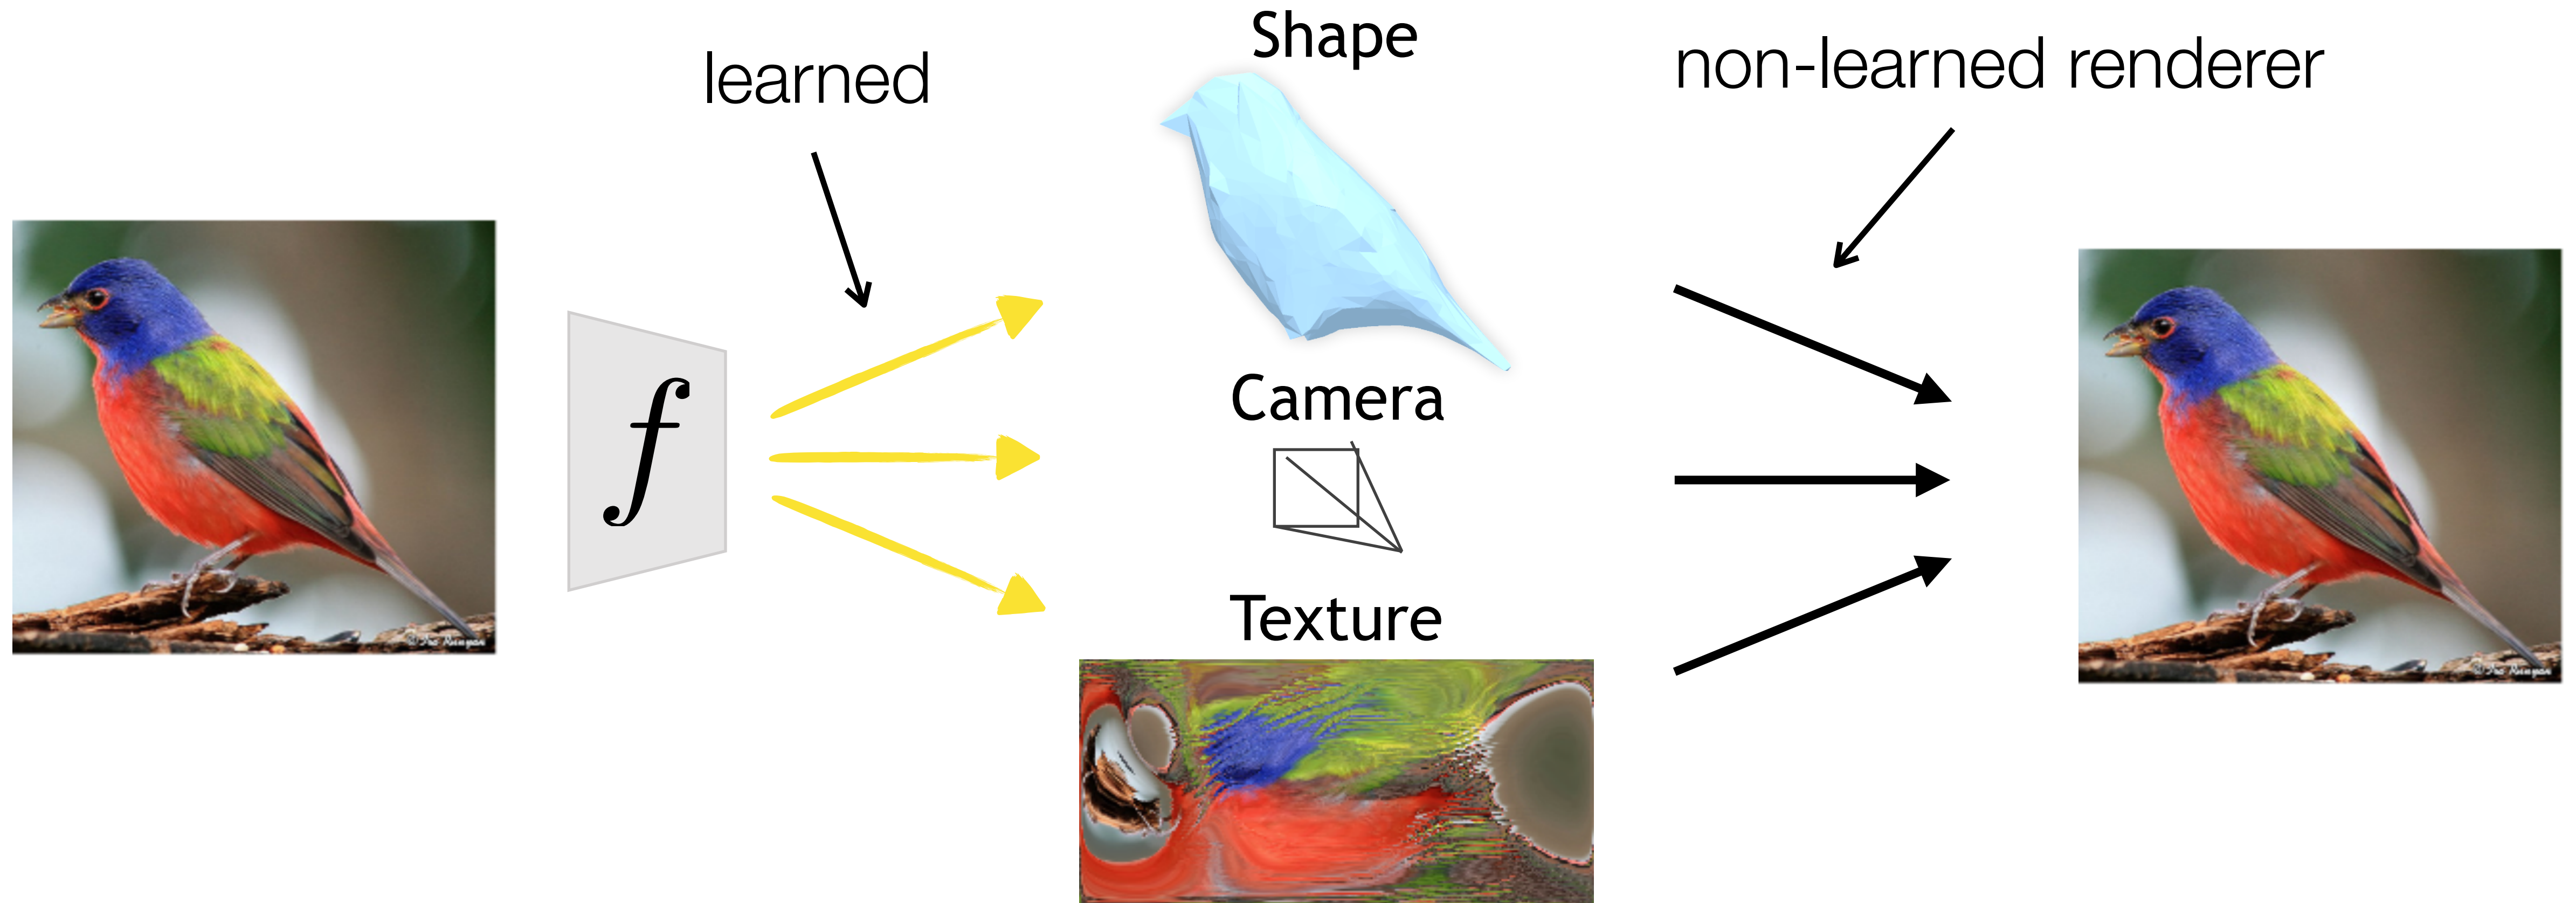 learned
Shape
non-learned renderer
f
Camera
Texture